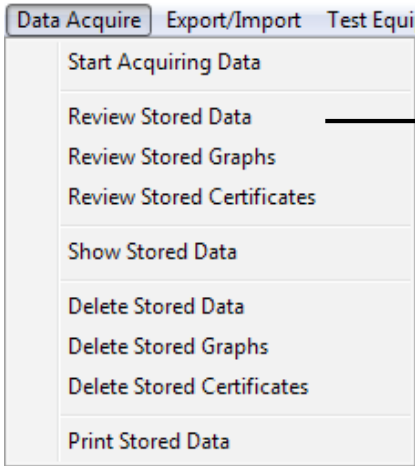 Data Acquire Export/Import Test Equi
Start Acquiring Data
Review Stored Data
Review Stored Graphs
Review Stored Certificates
Show Stored Data
Delete Stored Data
Delete Stored Graphs
Delete Stored Certificates
Print Stored Data